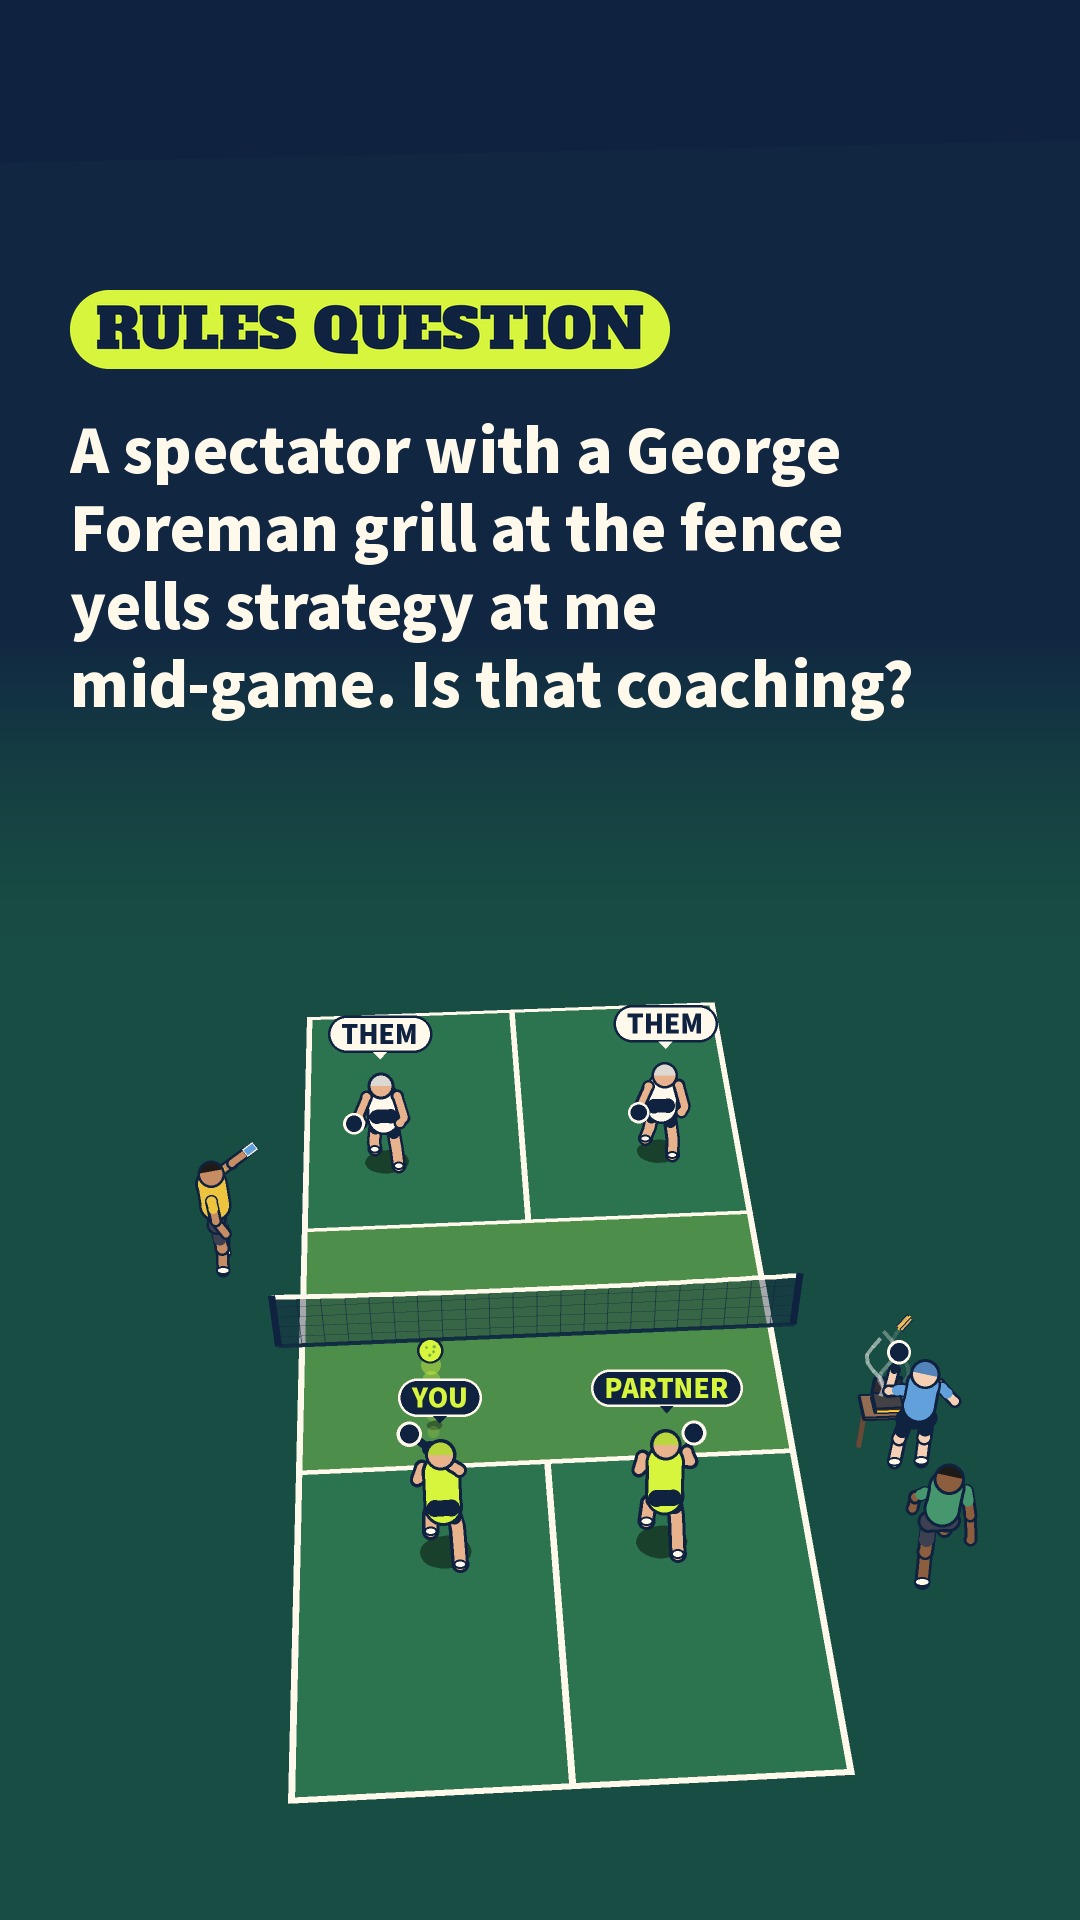 RULES QUESTION
A spectator with a George
Foreman grill at the fence
yells strategy at me
mid-game. Is that coaching?
THEM
THEM
YOU
PARTNER